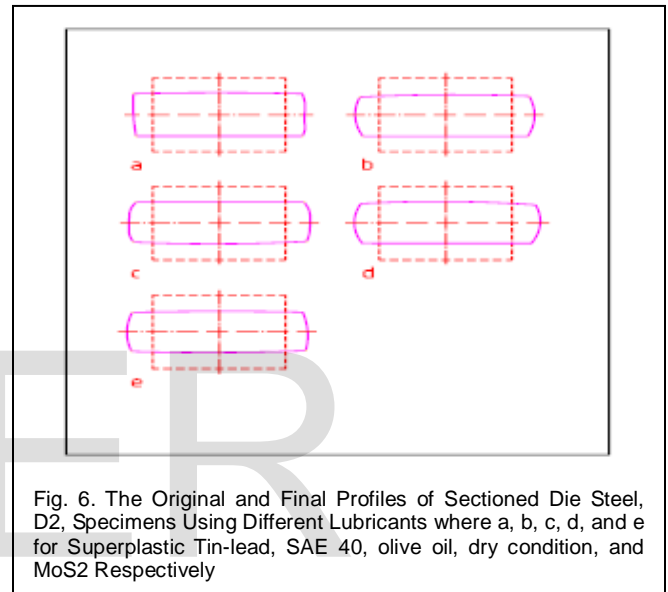 a
b
c
d
e
Fig. 6. The Original and Final Profiles of Sectioned Die Steel,
D2, Specimens Using Different Lubricants where a, b, c, d, and e
for Superplastic Tin-lead, SAE 40, olive oil, dry condition, and
MoS2 Respectively
ER